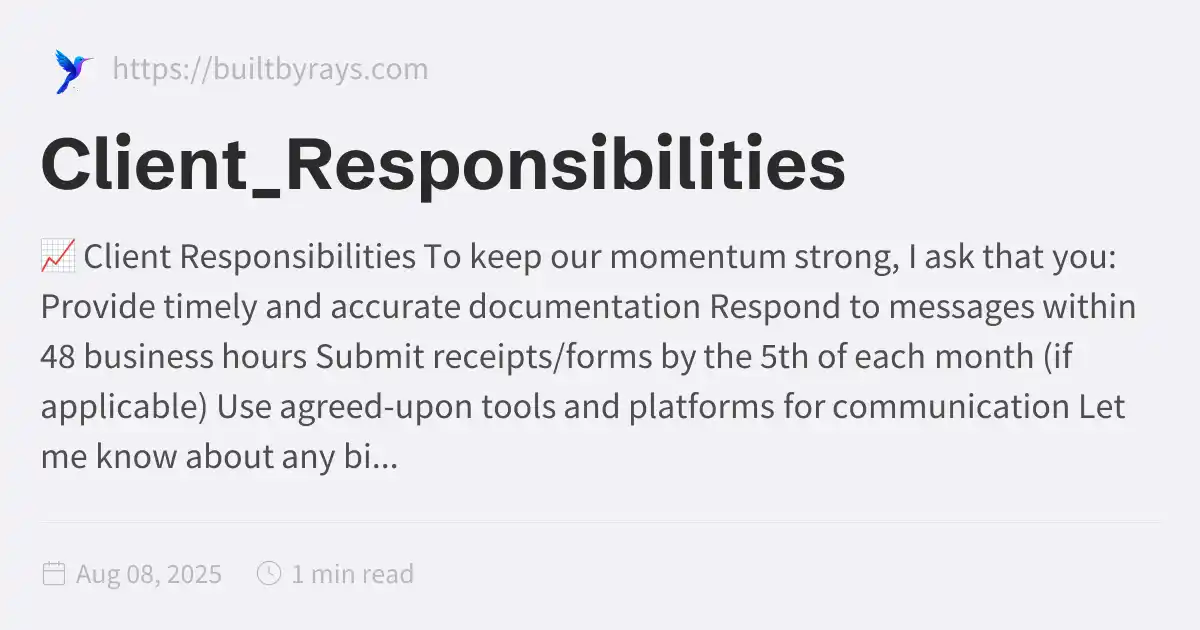 https://builtbyrays.com
Client_Responsibilities
📈 Client Responsibilities To keep our momentum strong, I ask that you:
Provide timely and accurate documentation Respond to messages within
48 business hours Submit receipts/forms by the 5th of each month (if
applicable) Use agreed-upon tools and platforms for communication Let
me know about any bi...
Aug 08, 2025 1 min read